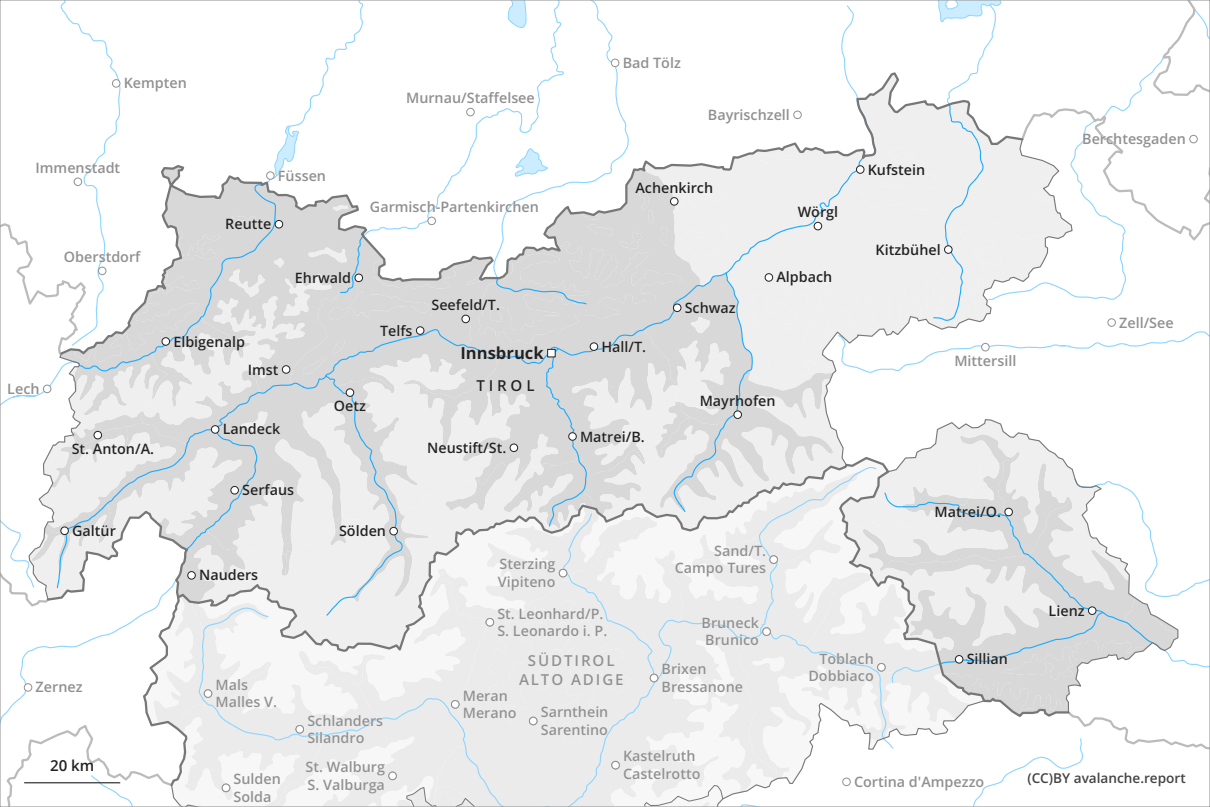 Bad Tölz
Kempten
Murnau/Staffelsee
Bayrischzell
Berchtesgaden
Immenstadt
Füssen
Kufstein
Achenkirch
Garmisch-Partenkirchen
Wörgl
Reutte
Kitzbühel
Oberstdorf
Ehrwald
Alpbach
Seefeld/T.
Schwaz
Zell/See
Telfs
Elbigenalp
Innsbruck
Hall/T.
Mittersill
Imst
TIROL
Lech
Oetz
Mayrhofen
Landeck
St. Anton/A.
Neustift/St.
Matrei/B.
Serfaus
Matrei/O.
Galtür
Sölden
Sterzing
Vipiteno
Sand/T.
Campo Tures
Nauders
St. Leonhard/P.
S. Leonardo i. P.
Lienz
Bruneck
Brunico
SÜDTIROL
ALTO ADIGE
Toblach
Dobbiaco
Sillian
Brixen
Bressanone
Zernez
Mals
Malles V.
Meran
Merano
Sarnthein
Sarentino
Schlanders
Silandro
Kastelruth
Castelrotto
St. Walburg
S. Valburga
20 km
Sulden
Solda
Cortina d'Ampezzo
(CC)BY avalanche.report